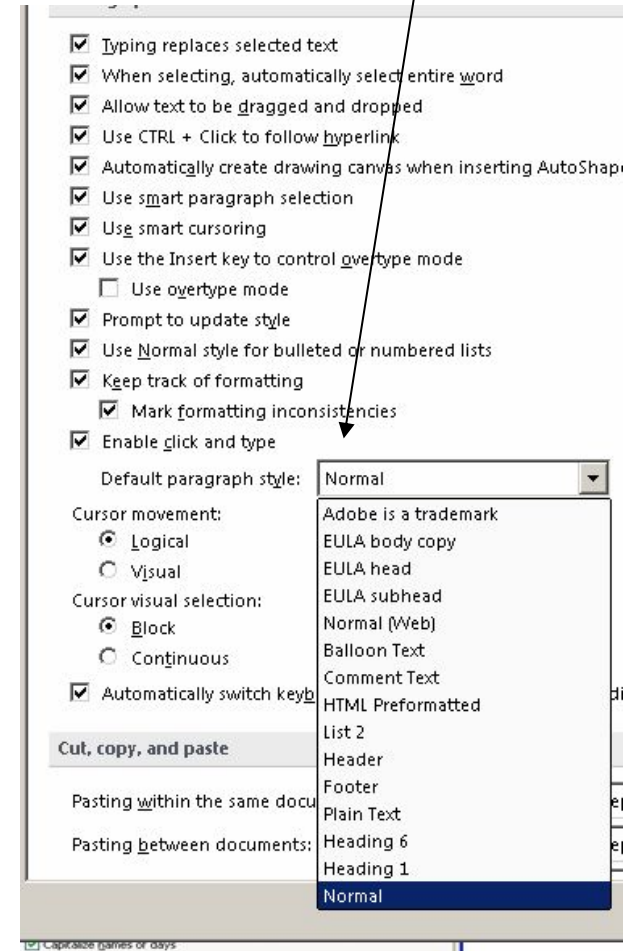 Typing replaces selected text
When selecting, automatically select entire word
Allow text to be dragged and dropped
Use CTRL + Click to follow hyperlink
Automatically create drawing canvas when inserting AutoShape
Use smart paragraph selection
Use smart cursoring
Use the Insert key to control overtype mode
Use overtype mode
Prompt to update style
Use Normal style for bulleted or numbered lists
Keep track of formatting
Mark formatting inconsistencies
Enable click and type
Default paragraph style: Normal
Cursor movement:
Logical
Visual
Cursor visual selection:
Block
Continuous
Automatically switch keyb
Adobe is a trademark
EULA body copy
EULA head
EULA subhead
Normal (Web)
Balloon Text
Comment Text
HTML Preformatted
List 2
Header
Footer
Plain Text
Heading 6
Heading 1
Normal
Cut, copy, and paste
Pasting within the same docu
Pasting between documents:
Capitalize names of days